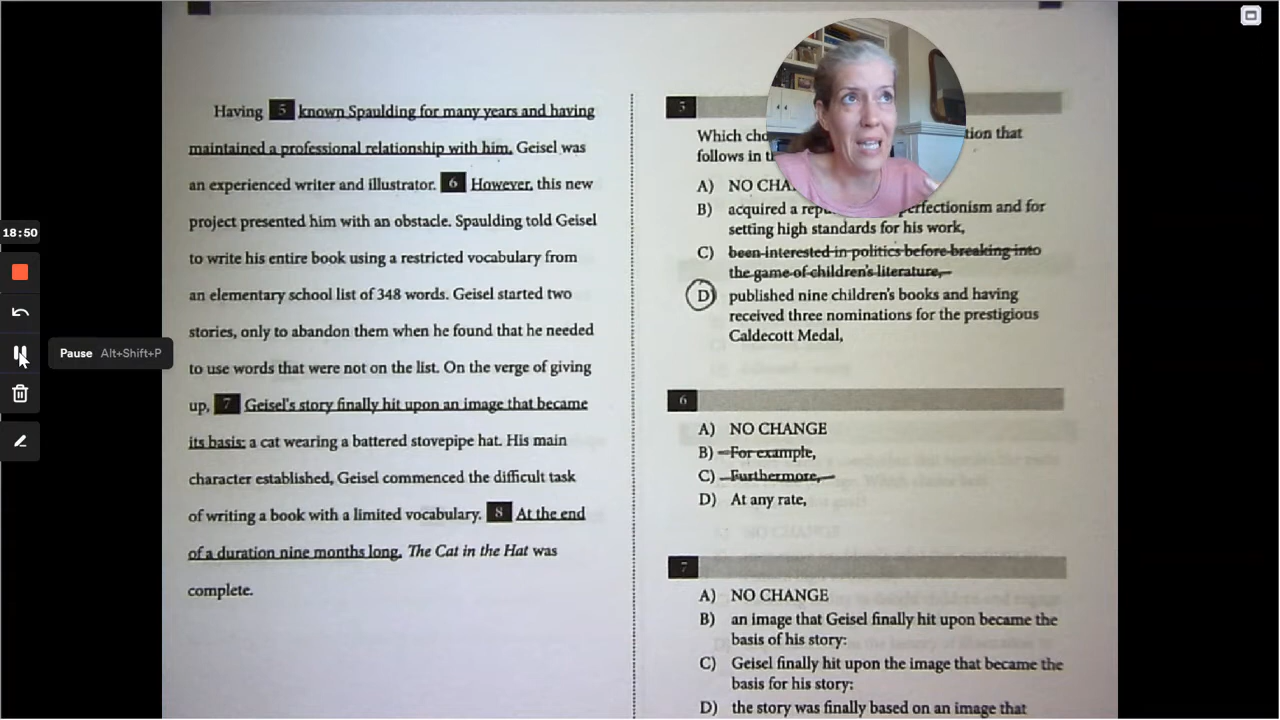 Having 5 known Spaulding for many years and having
maintained a professional relationship with him, Geisel was
an experienced writer and illustrator. 6 However, this new
project presented him with an obstacle. Spaulding told Geisel
to write his entire book using a restricted vocabulary from
an elementary school list of 348 words. Geisel started two
stories, only to abandon them when he found that he needed
to use words that were not on the list. On the verge of giving
up, 7 Geisel's story finally hit upon an image that became
its basis: a cat wearing a battered stovepipe hat. His main
character established, Geisel commenced the difficult task
of writing a book with a limited vocabulary. 8 At the end
of a duration nine months long, The Cat in the Hat was
complete.
5
Which tion that
follows in
A) NO
B) acquired a perfectionism and for
setting high standards for his work,
C) been interested in politics before breaking into
the game of children's literature,
D) published nine children's books and having
received three nominations for the prestigious
Caldecott Medal,
6
A) NO CHANGE
B) For example,
C) Furthermore,
D) At any rate,
7
A) NO CHANGE
B) an image that Geisel finally hit upon became the
basis of his story:
C) Geisel finally hit upon the image that became the
basis for his story:
D) the story was finally based on an image that
18:50
Pause Alt+Shift+P